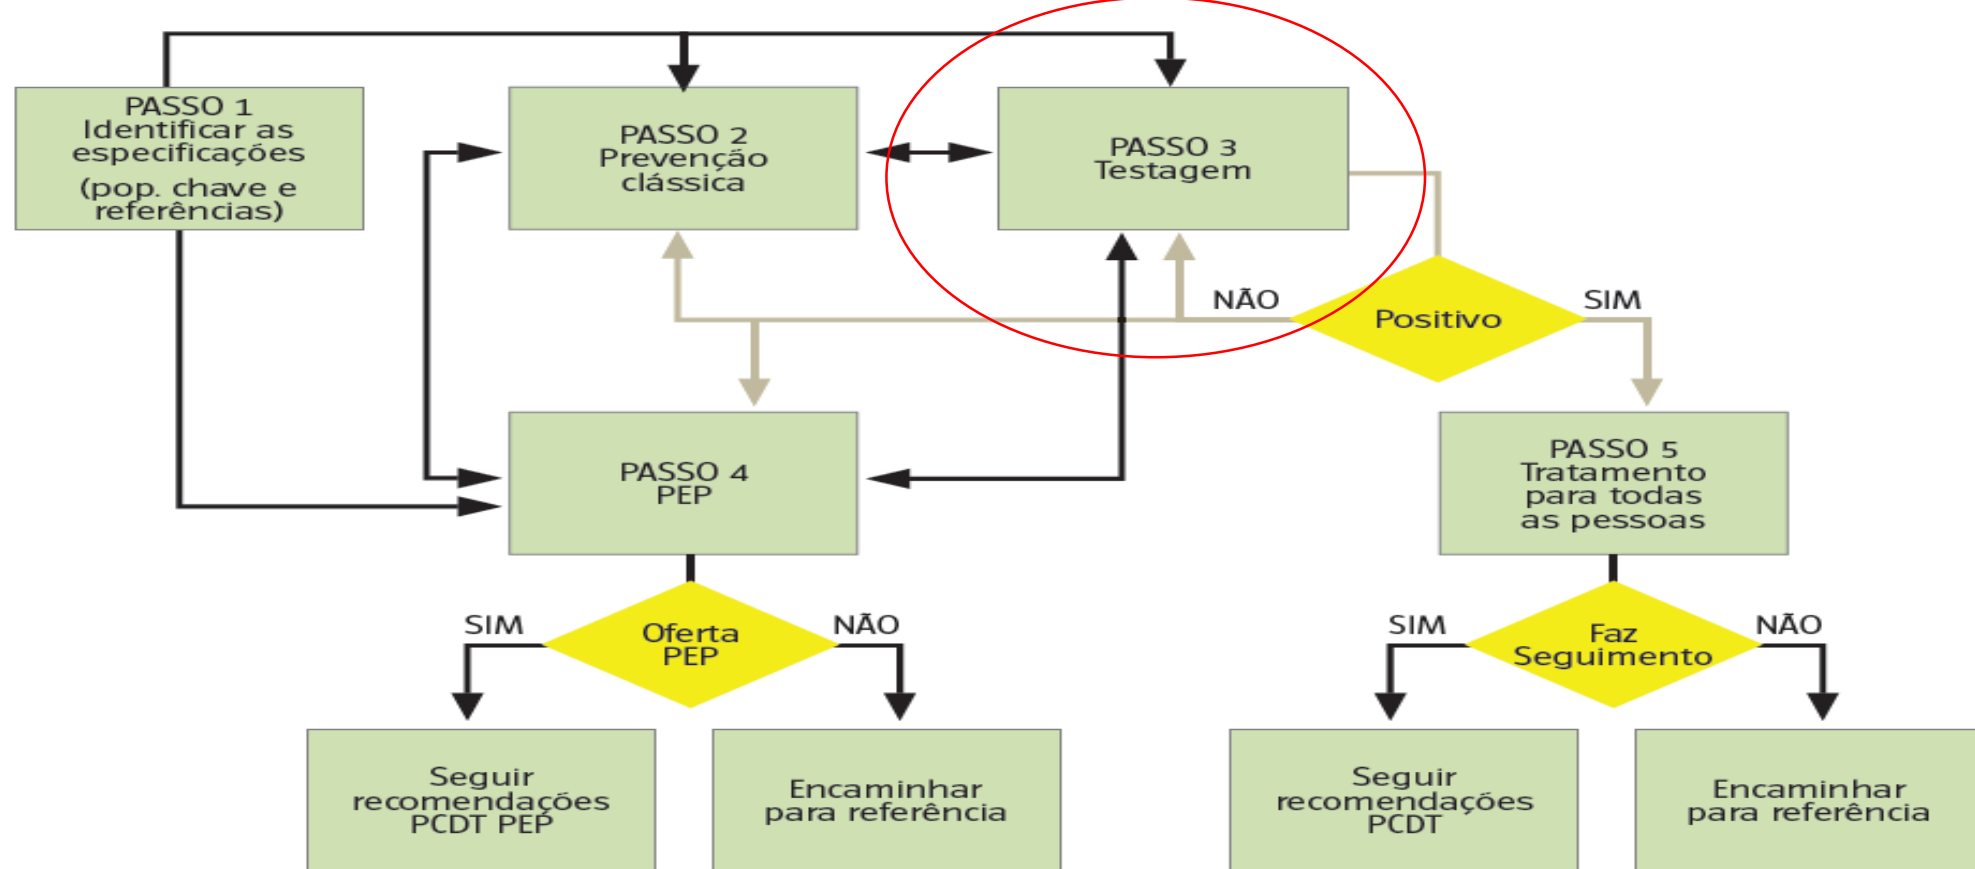 PASSO 1
Identificar as
especificações
(pop. chave e
referências)
PASSO 2
Prevenção
clássica
PASSO 3
Testagem
NÃO
Positivo
SIM
PASSO 4
PEP
PASSO 5
Tratamento
para todas
as pessoas
SIM
Oferta
PEP
NÃO
SIM
Faz
Seguimento
NÃO
Seguir
recomendações
PCDT PEP
Encaminhar
para referência
Seguir
recomendações
PCDT
Encaminhar
para referência